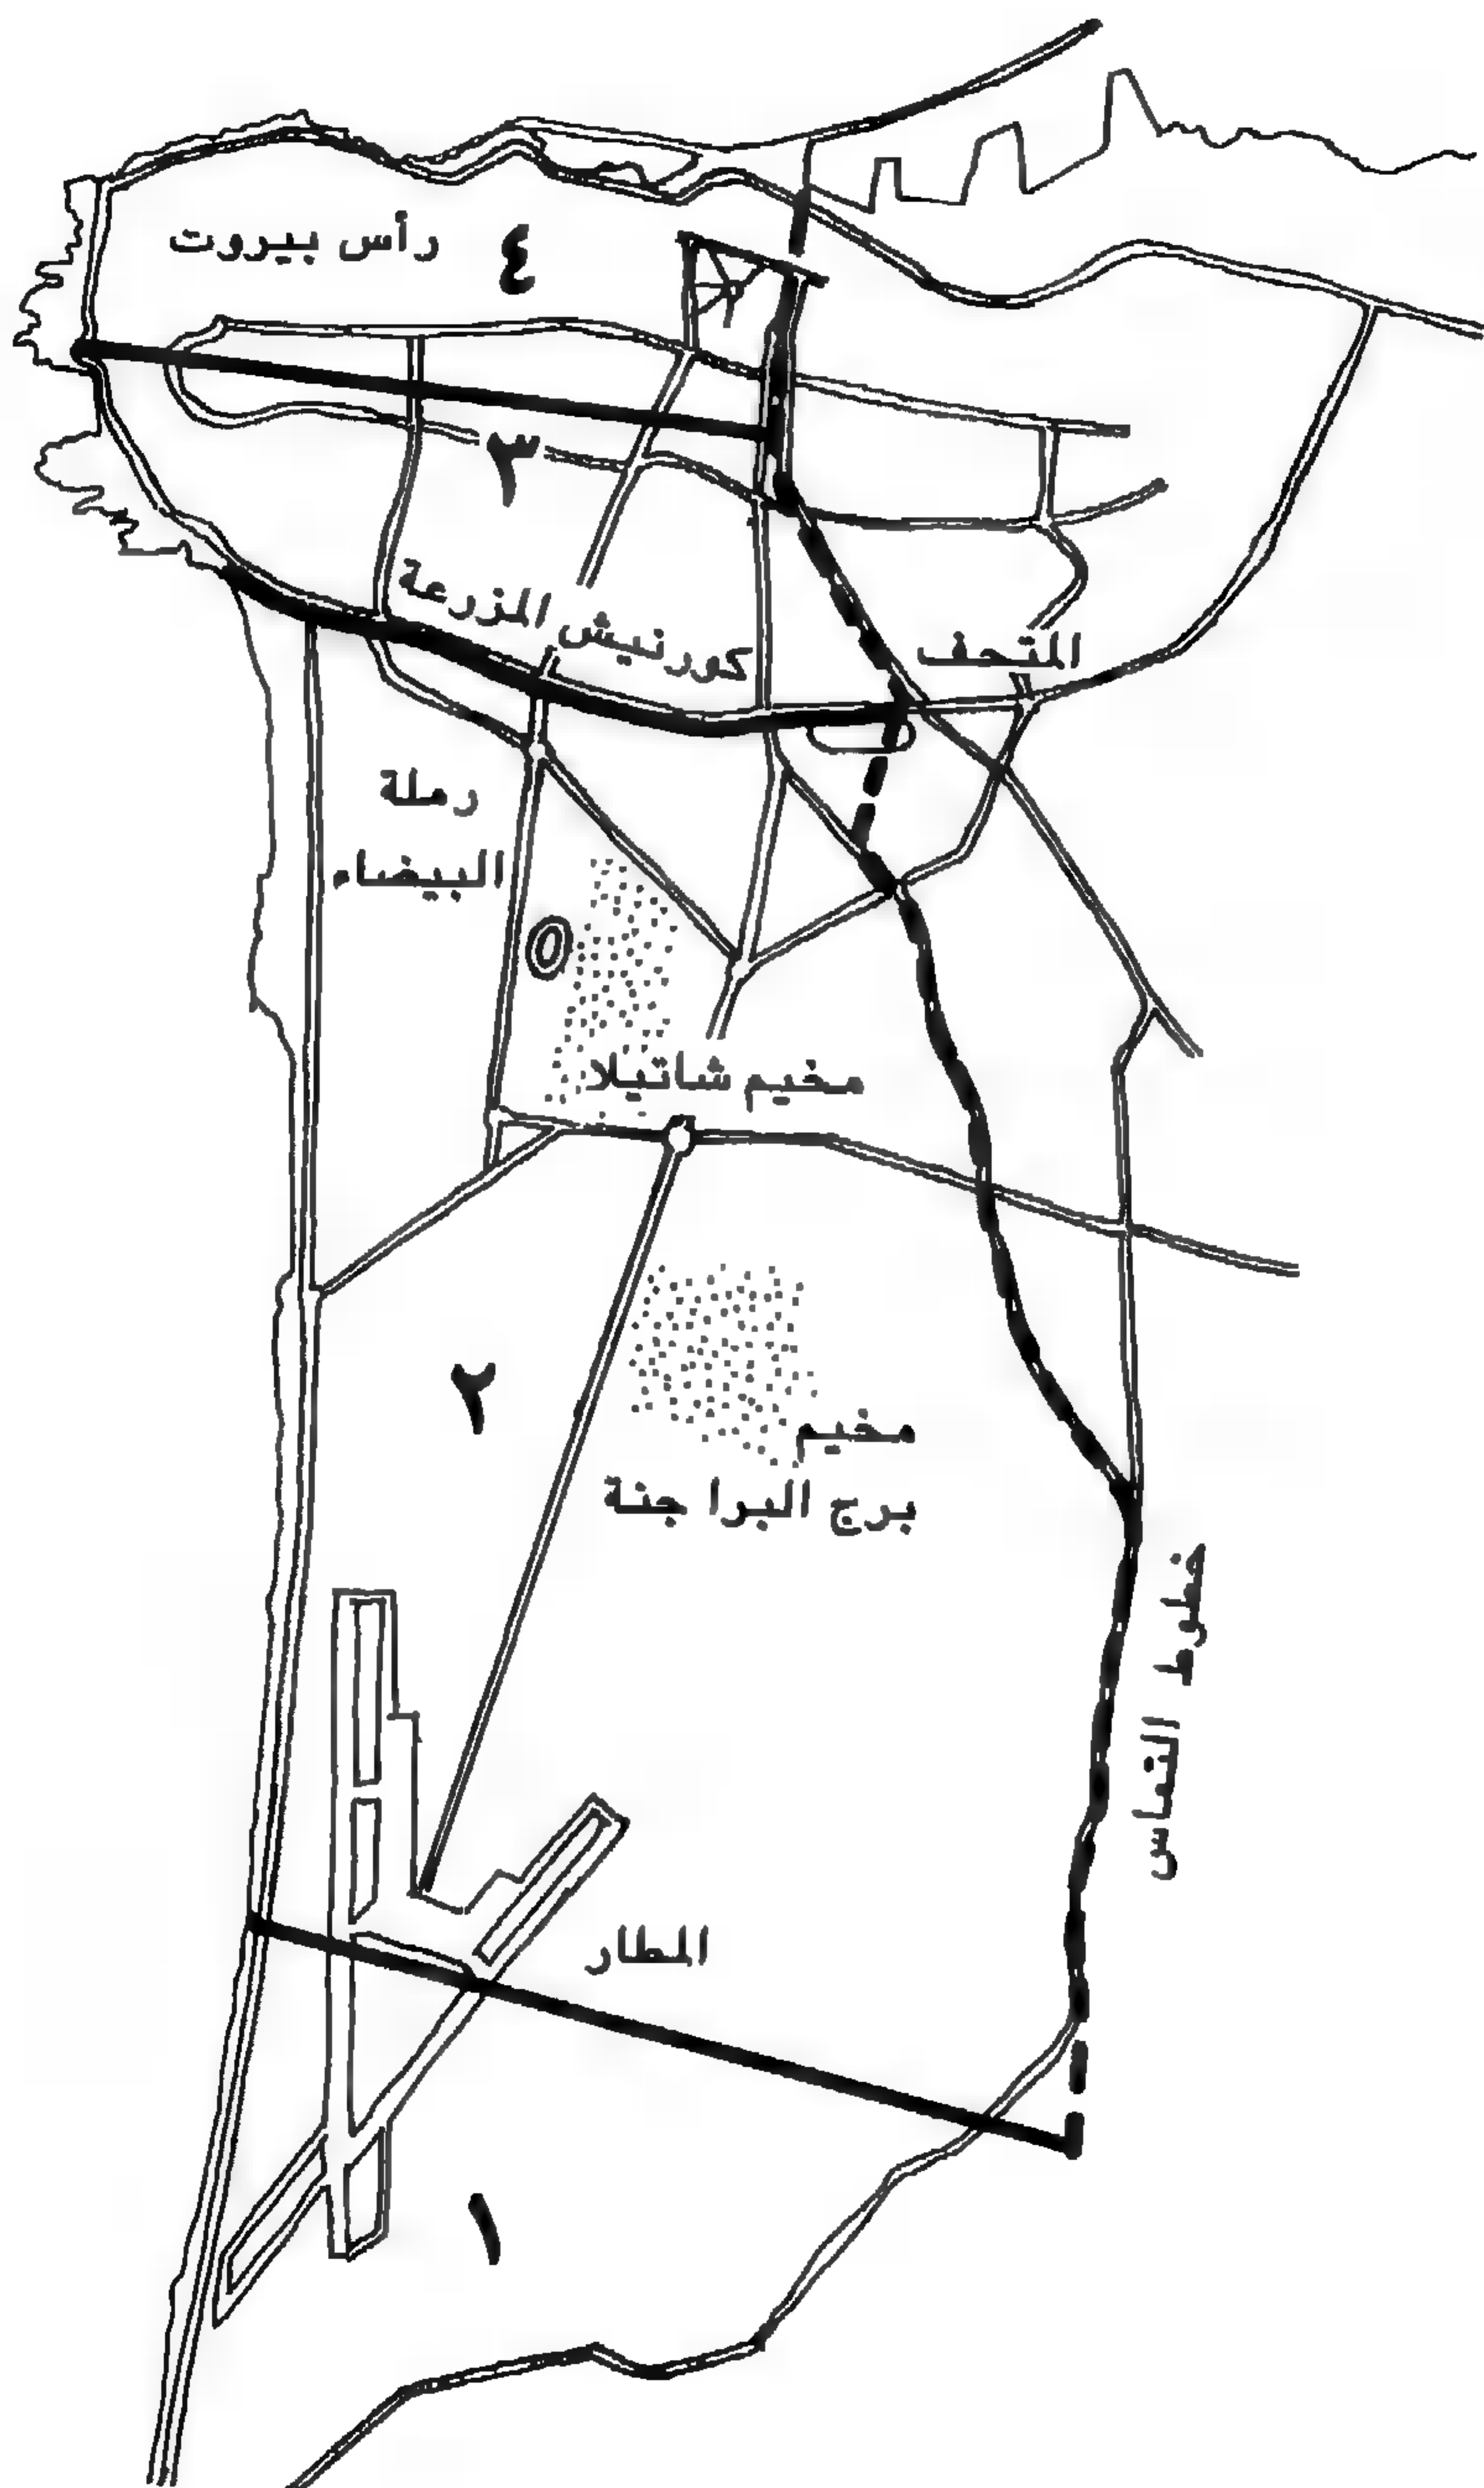 رأس بيروت
٤
٣
كورنيش المزرعة
المتحف
رملة
البيضاء
مخيم شاتيلا
٢
مخيم
برج البراجنة
خطوط التماس
المطار
١